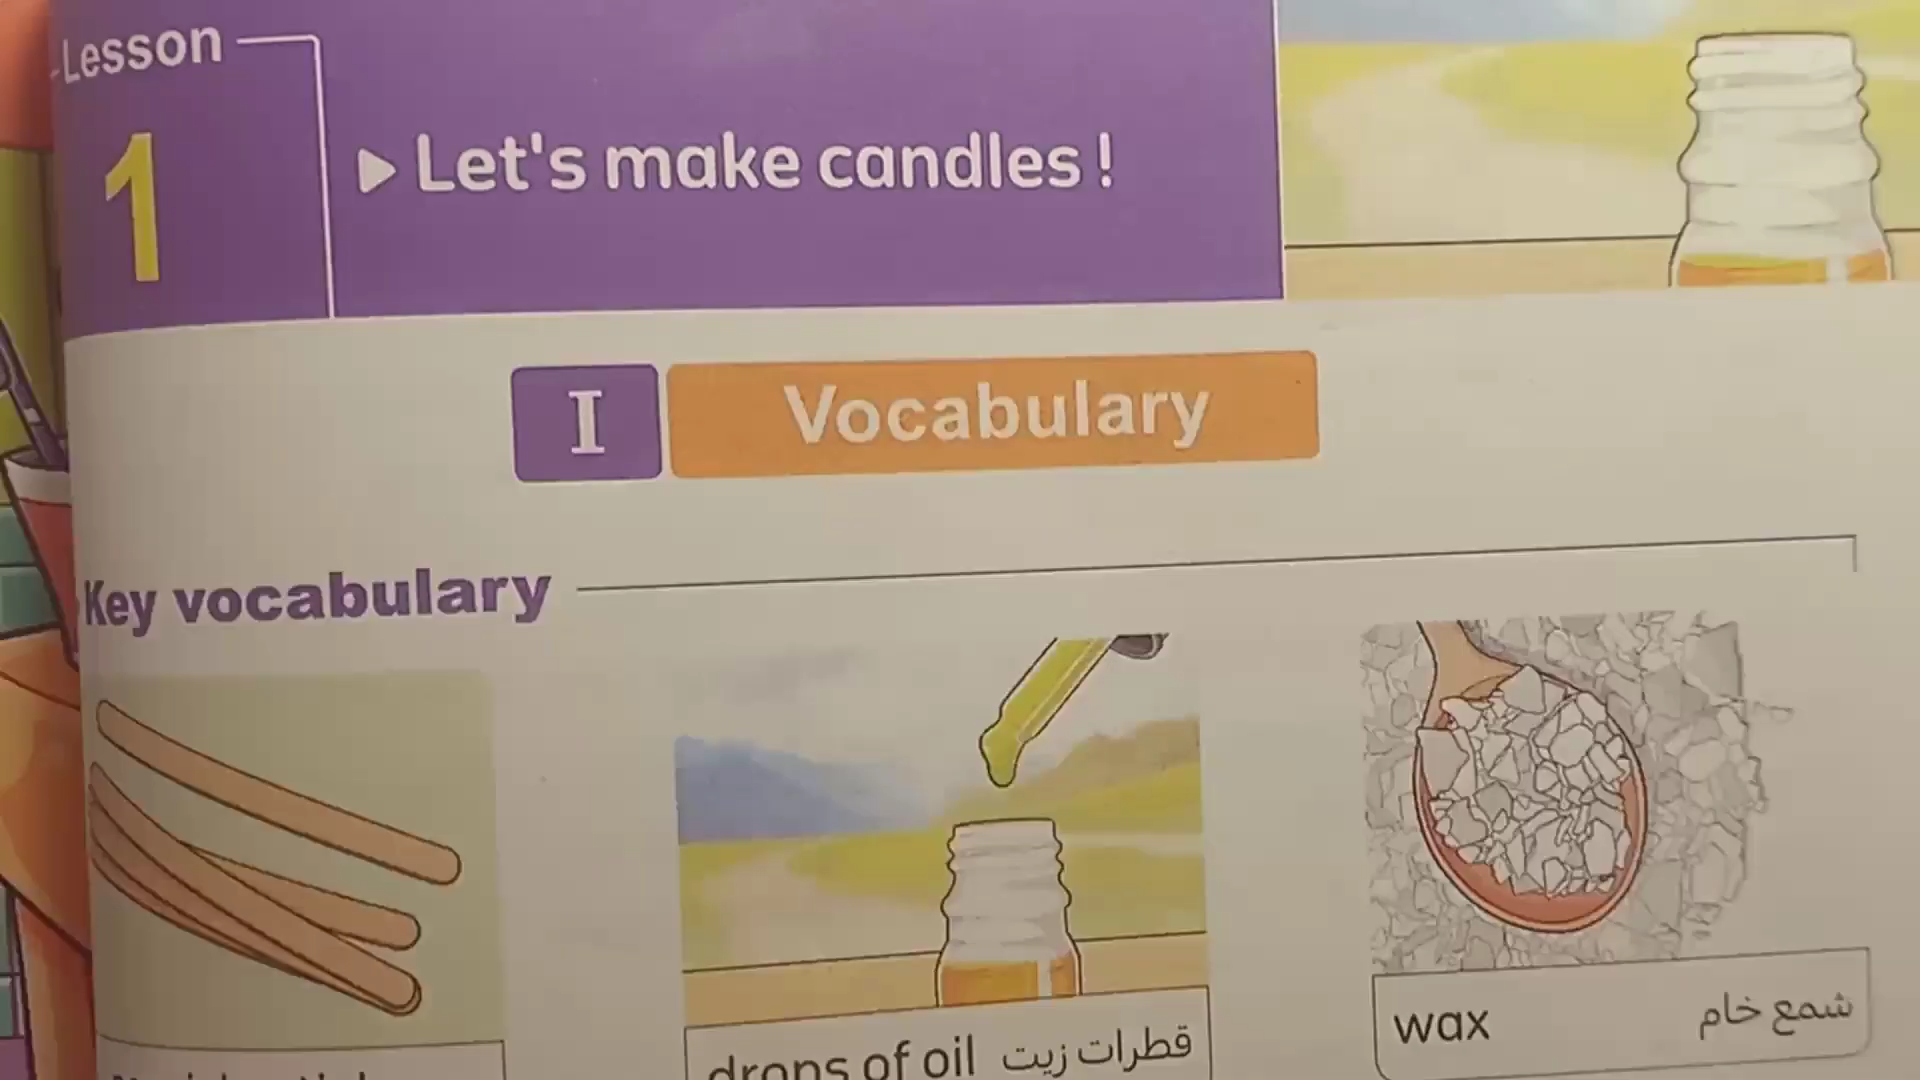 Lesson
1
Let's make candles!
I Vocabulary
Key vocabulary
drops of oil قطرات زيت
wax شمع خام